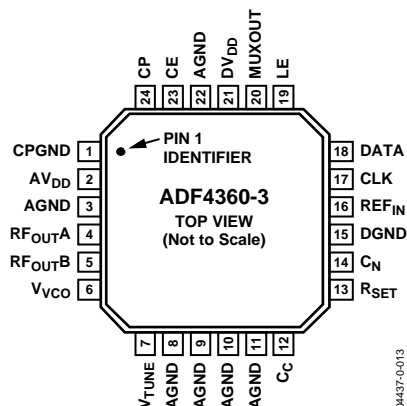 CP
CE
AGND
DVDD
MUXOUT
LE
24
23
22
21
20
19
CPGND 1
AVDD 2
AGND 3
RFOUTA 4
RFOUTB 5
VVCO 6
PIN 1
IDENTIFIER
ADF4360-3
TOP VIEW
(Not to Scale)
18 DATA
17 CLK
16 REFIN
15 DGND
14 CN
13 RSET
7
8
9
10
11
12
VTUNE
AGND
AGND
AGND
AGND
CC
04437-0-013